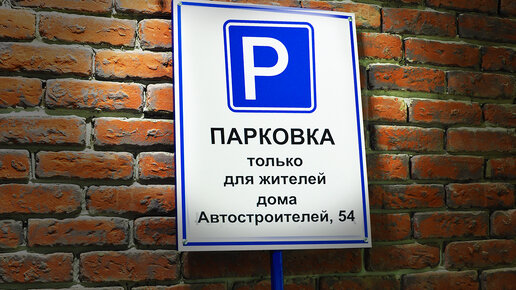 P
ПАРКОВКА
только
для жителей
дома
Автостроителей, 54